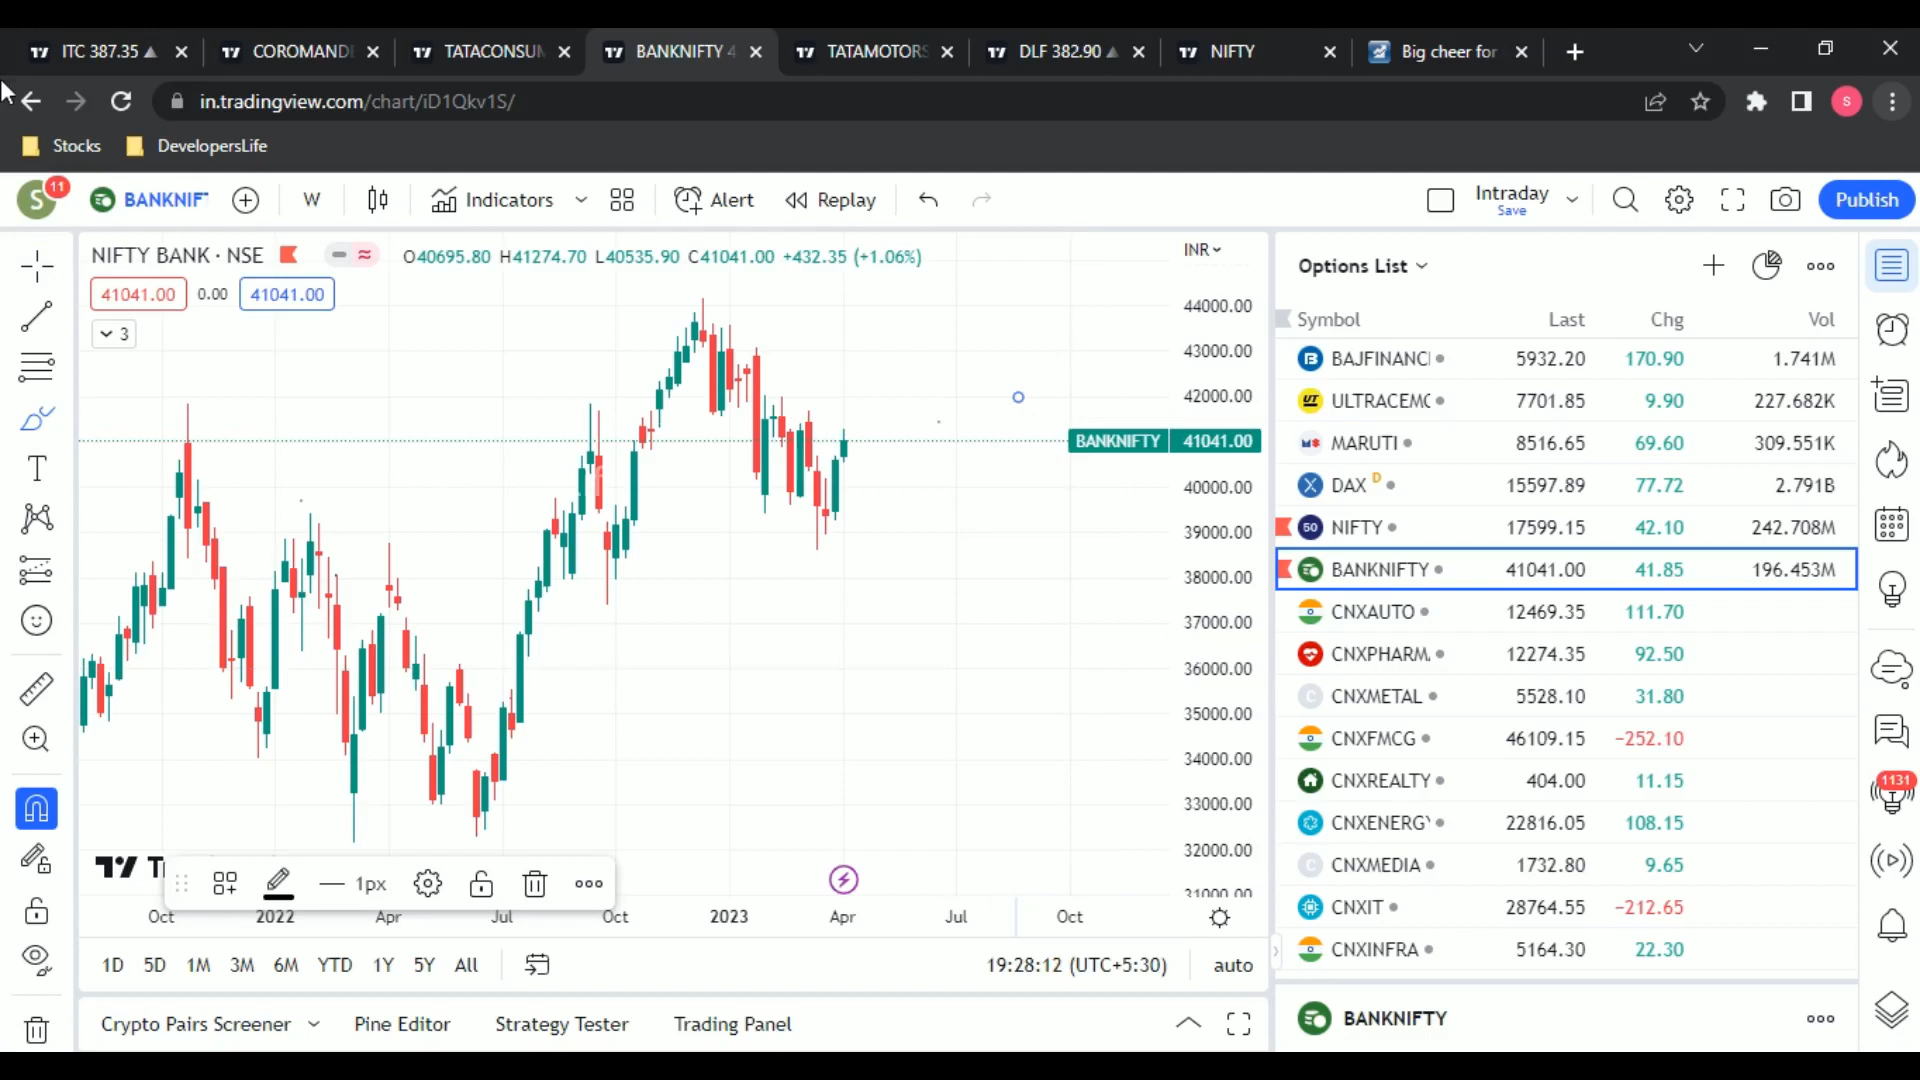 ITC 387.35
COROMAND
TATACONSUM
BANKNIFTY 4
TATAMOTORS
DLF 382.90
NIFTY
Big cheer for
in.tradingview.com/chart/iD1Qkv1S/
S
Stocks
DevelopersLife
S 11
BANKNIF
W
Indicators
Alert
Replay
Intraday
Save
Publish
NIFTY BANK · NSE
O40695.80 H41274.70 L40535.90 C41041.00 +432.35 (+1.06%)
INR
41041.00 0.00 41041.00
3
44000.00
43000.00
42000.00
BANKNIFTY 41041.00
40000.00
39000.00
38000.00
37000.00
36000.00
35000.00
34000.00
33000.00
32000.00
31000.00
1px
Oct 2022 Apr Jul Oct 2023 Apr Jul Oct
1D 5D 1M 3M 6M YTD 1Y 5Y All
19:28:12 (UTC+5:30) auto
Crypto Pairs Screener Pine Editor Strategy Tester Trading Panel
Options List
Symbol Last Chg Vol
BAJFINANC 5932.20 170.90 1.741M
ULTRACEMC 7701.85 9.90 227.682K
MARUTI 8516.65 69.60 309.551K
DAX D 15597.89 77.72 2.791B
50 NIFTY 17599.15 42.10 242.708M
BANKNIFTY 41041.00 41.85 196.453M
CNXAUTO 12469.35 111.70
CNXPHARM 12274.35 92.50
C CNXMETAL 5528.10 31.80
CNXFMCG 46109.15 −252.10
CNXREALTY 404.00 11.15
CNXENERGY 22816.05 108.15
C CNXMEDIA 1732.80 9.65
CNXIT 28764.55 −212.65
CNXINFRA 5164.30 22.30
BANKNIFTY
1131